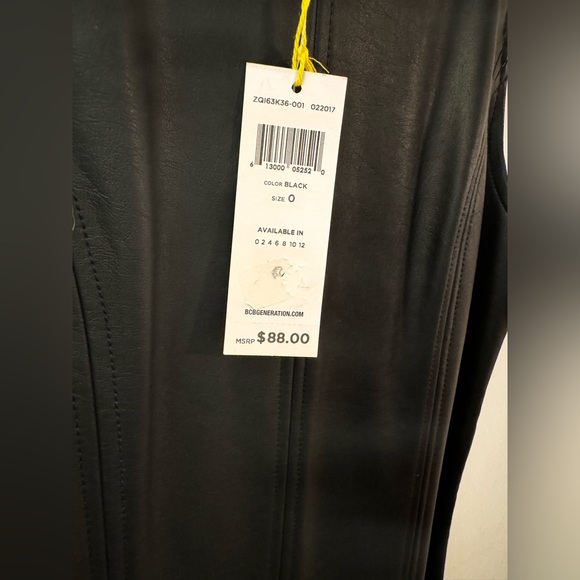 ZQI63K36-001 022017
6 13000 05252 0
COLOR BLACK
SIZE 0
AVAILABLE IN
0 2 4 6 8 10 12
BCBGENERATION.COM
MSRP $88.00